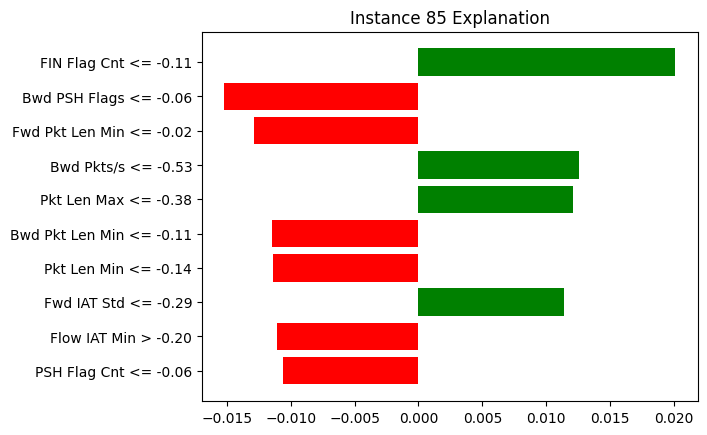 Instance 85 Explanation
FIN Flag Cnt <= -0.11
Bwd PSH Flags <= -0.06
Fwd Pkt Len Min <= -0.02
Bwd Pkts/s <= -0.53
Pkt Len Max <= -0.38
Bwd Pkt Len Min <= -0.11
Pkt Len Min <= -0.14
Fwd IAT Std <= -0.29
Flow IAT Min > -0.20
PSH Flag Cnt <= -0.06
−0.015 −0.010 −0.005 0.000 0.005 0.010 0.015 0.020